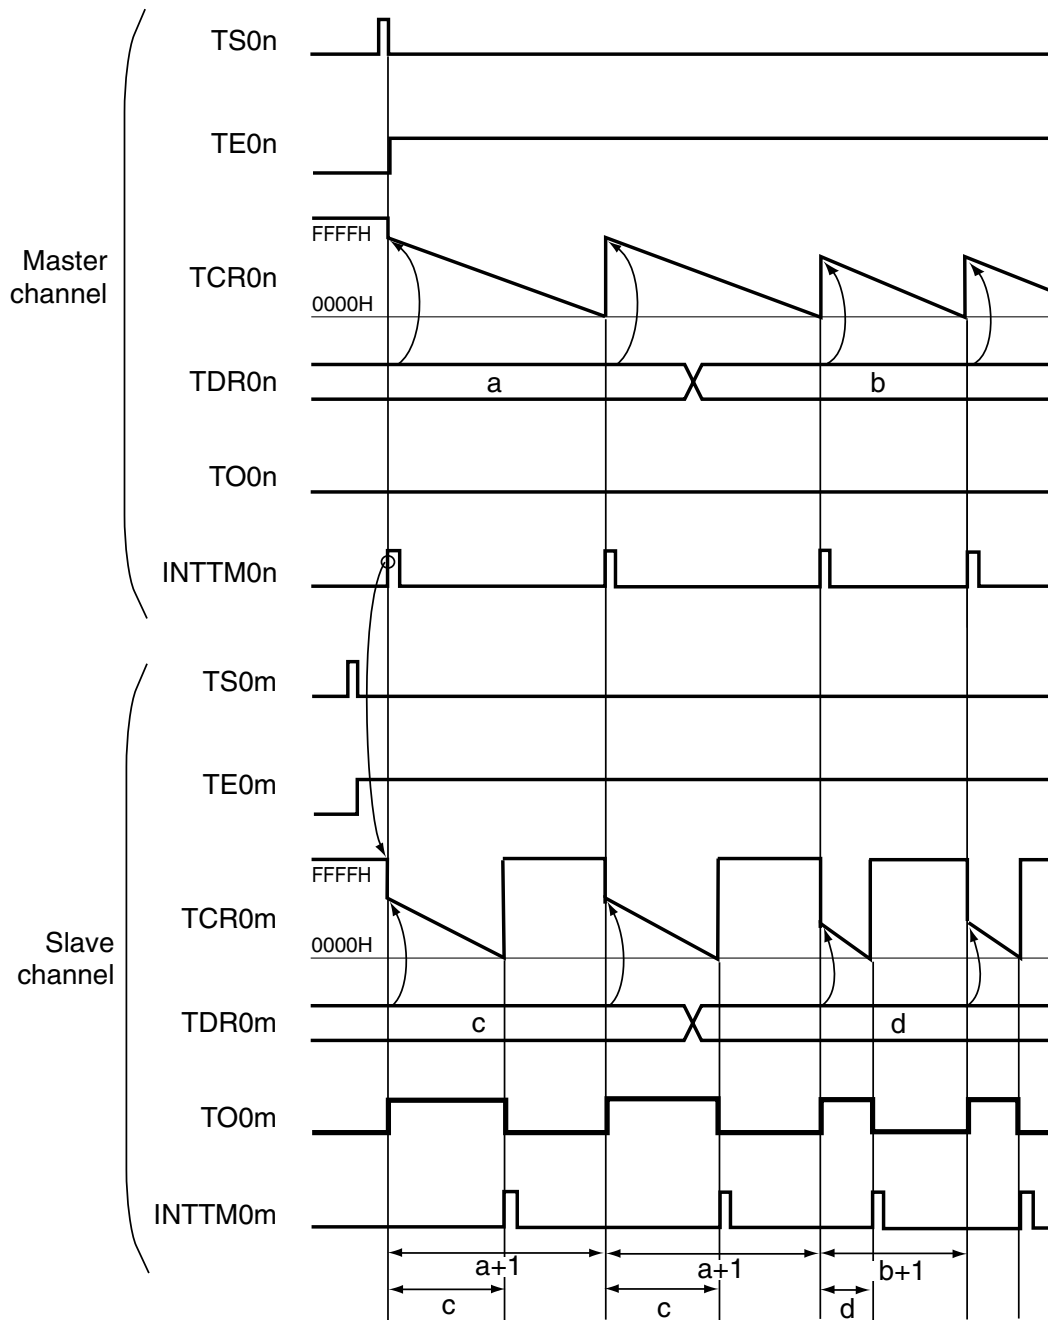 TS0n
TE0n
Master
channel
FFFFH
TCR0n
0000H
TDR0n
a
b
TO0n
INTTM0n
TS0m
TE0m
FFFFH
TCR0m
0000H
Slave
channel
TDR0m
c
d
TO0m
INTTM0m
a+1
a+1
b+1
c
c
d